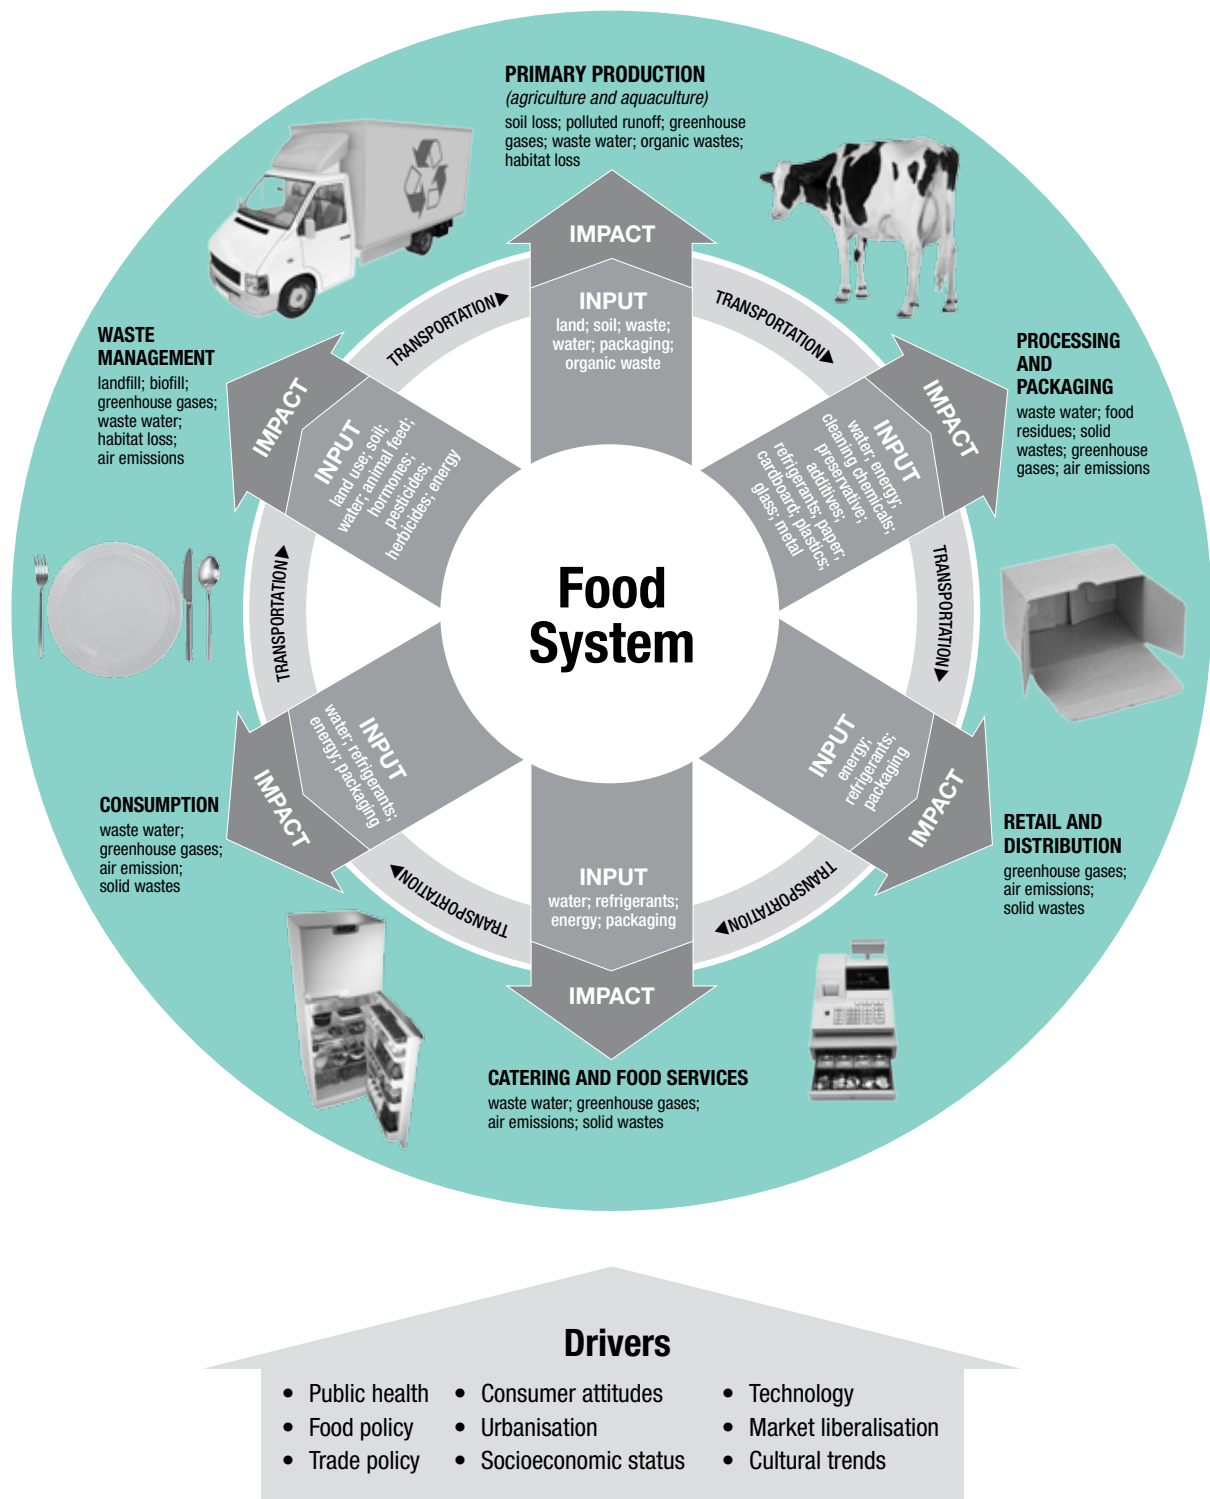 PRIMARY PRODUCTION
(agriculture and aquaculture)
soil loss; polluted runoff; greenhouse
gases; waste water; organic wastes;
habitat loss
IMPACT
INPUT
land; soil; waste;
water; packaging;
organic waste
TRANSPORTATION
PROCESSING
AND
PACKAGING
waste water; food
residues; solid
wastes; greenhouse
gases; air emissions
IMPACT
INPUT
water; energy;
cleaning chemicals;
preservative;
additives;
refrigerants; paper;
cardboard; plastics;
glass; metal
TRANSPORTATION
RETAIL AND
DISTRIBUTION
greenhouse gases;
air emissions;
solid wastes
IMPACT
INPUT
energy;
refrigerants;
packaging
TRANSPORTATION
CATERING AND FOOD SERVICES
waste water; greenhouse gases;
air emissions; solid wastes
IMPACT
INPUT
water; refrigerants;
energy; packaging
TRANSPORTATION
CONSUMPTION
waste water;
greenhouse gases;
air emission;
solid wastes
IMPACT
INPUT
water; refrigerants;
energy; packaging
TRANSPORTATION
WASTE
MANAGEMENT
landfill; biofill;
greenhouse gases;
waste water;
habitat loss;
air emissions
IMPACT
INPUT
land use; soil;
water; animal feed;
hormones;
pesticides;
herbicides; energy
TRANSPORTATION
Food
System
Drivers
• Public health
• Food policy
• Trade policy
• Consumer attitudes
• Urbanisation
• Socioeconomic status
• Technology
• Market liberalisation
• Cultural trends